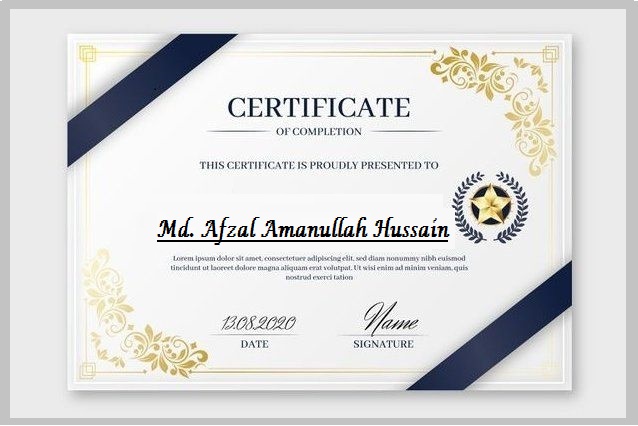 CERTIFICATE
OF COMPLETION
THIS CERTIFICATE IS PROUDLY PRESENTED TO
Md. Afzal Amanullah Hussain
Lorem ipsum dolor sit amet, consectetuer adipiscing elit, sed diam nonummy nibh euismod
tincidunt ut laoreet dolore magna aliquam erat volutpat. Ut wisi enim ad minim veniam, quis
nostrud exerci tation
13.08.2020 Name
DATE SIGNATURE